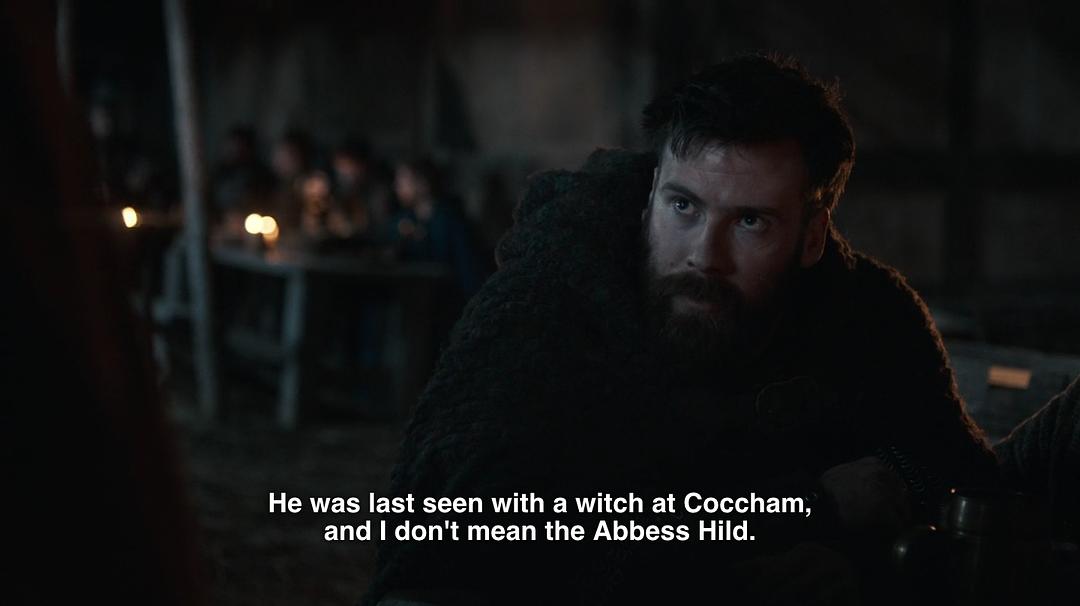 He was last seen with a witch at Coccham,
and I don't mean the Abbess Hild.